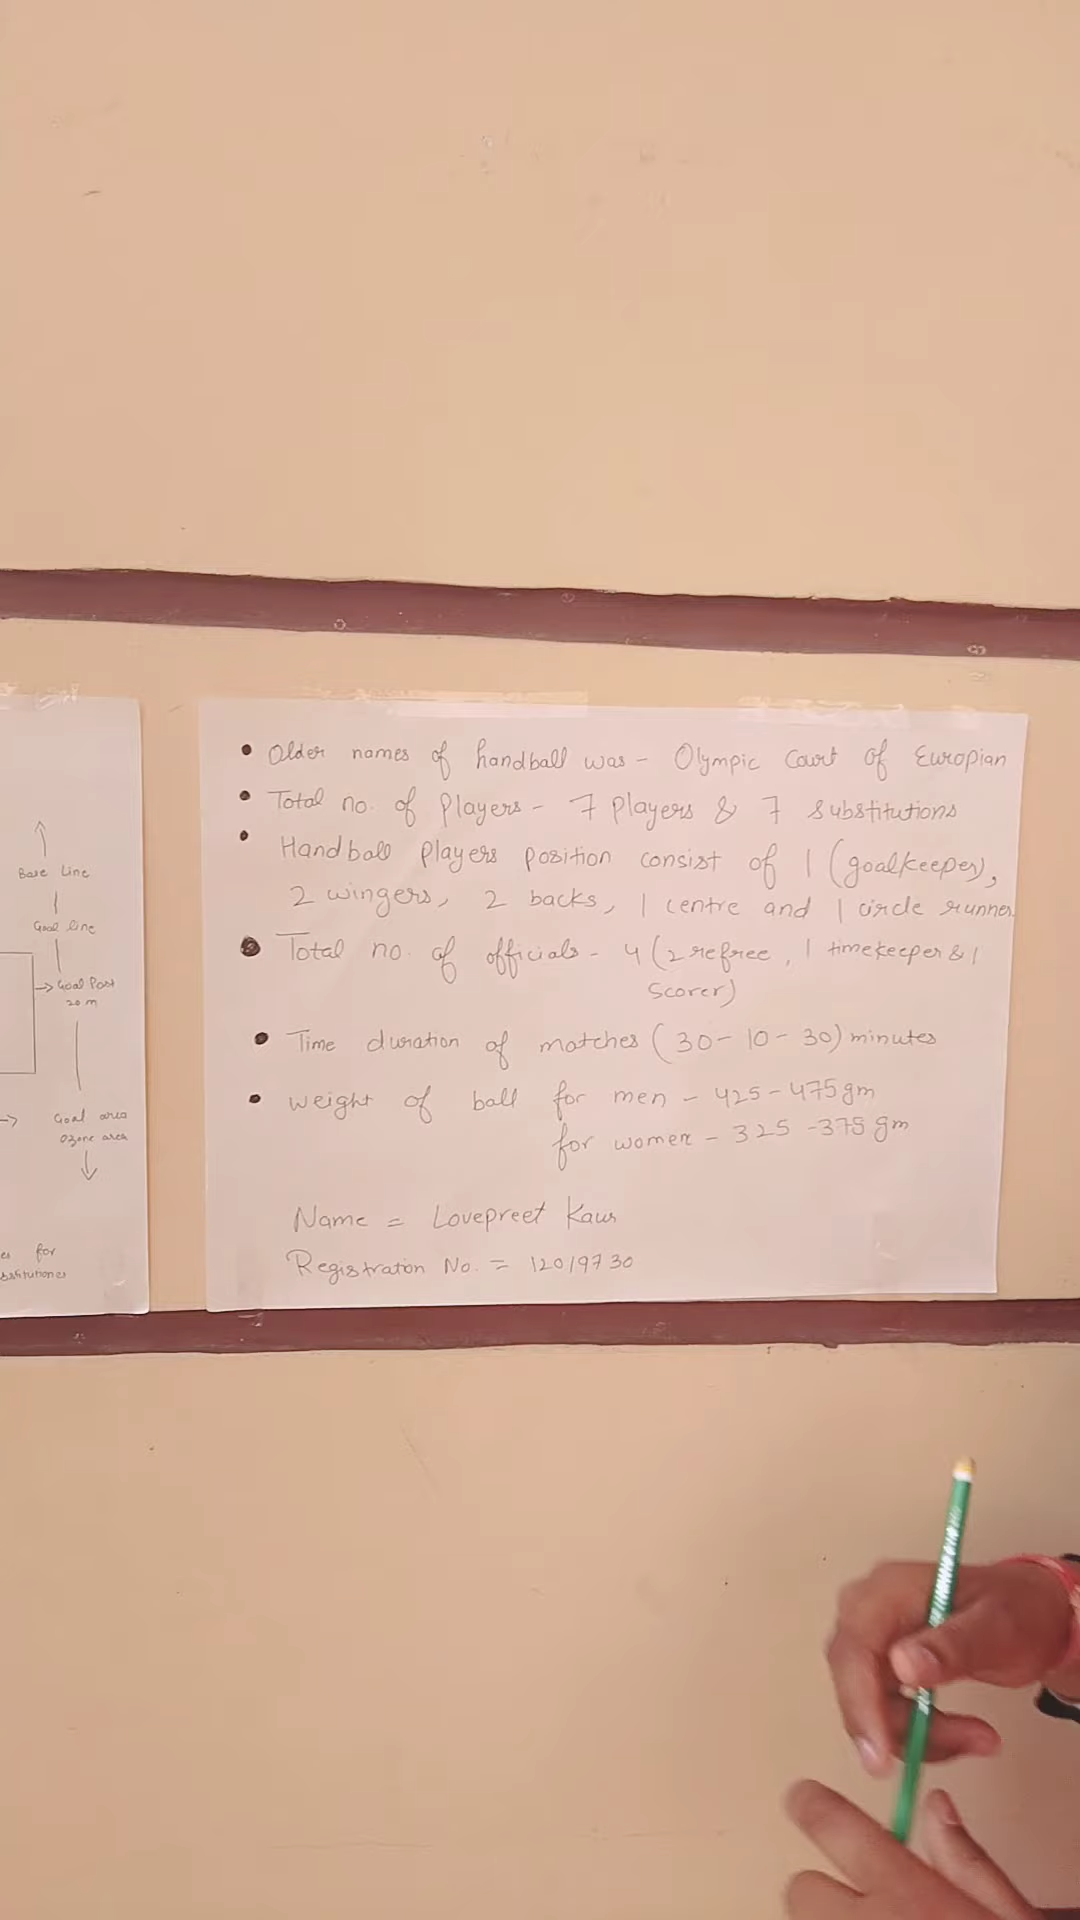 Base Line
Goal line
Goal Post
20 m
Goal area
Ozone area
for
• Older names of handball was - Olympic Court of Europian
• Total no. of Players - 7 players & 7 substitutions
• Handball players position consist of 1 (goalkeeper),
2 wingers, 2 backs, 1 centre and 1 circle runner.
• Total no. of officials - 4 (2 refree, 1 timekeeper & 1
Scorer)
• Time duration of matches (30 - 10 - 30) minutes
• weight of ball for men - 425 - 475 gm
for women - 325 - 375 gm
Name = Lovepreet Kaur
Registration No. = 12019730